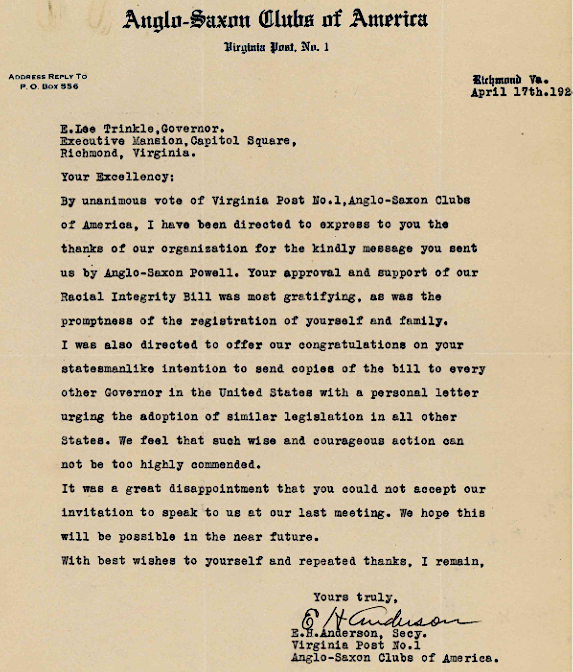 Anglo-Saxon Clubs of America
Virginia Post, No. 1
ADDRESS REPLY TO
P. O. BOX 556
Richmond Va.
April 17th.192
E.Lee Trinkle,Governor.
Executive Mansion,Capitol Square,
Richmond, Virginia.
Your Excellency:
By unanimous vote of Virginia Post No.1,Anglo-Saxon Clubs
of America, I have been directed to express to you the
thanks of our organization for the kindly message you sent
us by Anglo-Saxon Powell. Your approval and support of our
Racial Integrity Bill was most gratifying, as was the
promptness of the registration of yourself and family.
I was also directed to offer our congratulations on your
statesmanlike intention to send copies of the bill to every
other Governor in the United States with a personal letter
urging the adoption of similar legislation in all other
States. We feel that such wise and courageous action can
not be too highly commended.
It was a great disappointment that you could not accept our
invitation to speak to us at our last meeting. We hope this
will be possible in the near future.
With best wishes to yourself and repeated thanks, I remain,
Yours truly,
E H Anderson
E.H.Anderson, Secy.
Virginia Post No.1
Anglo-Saxon Clubs of America.